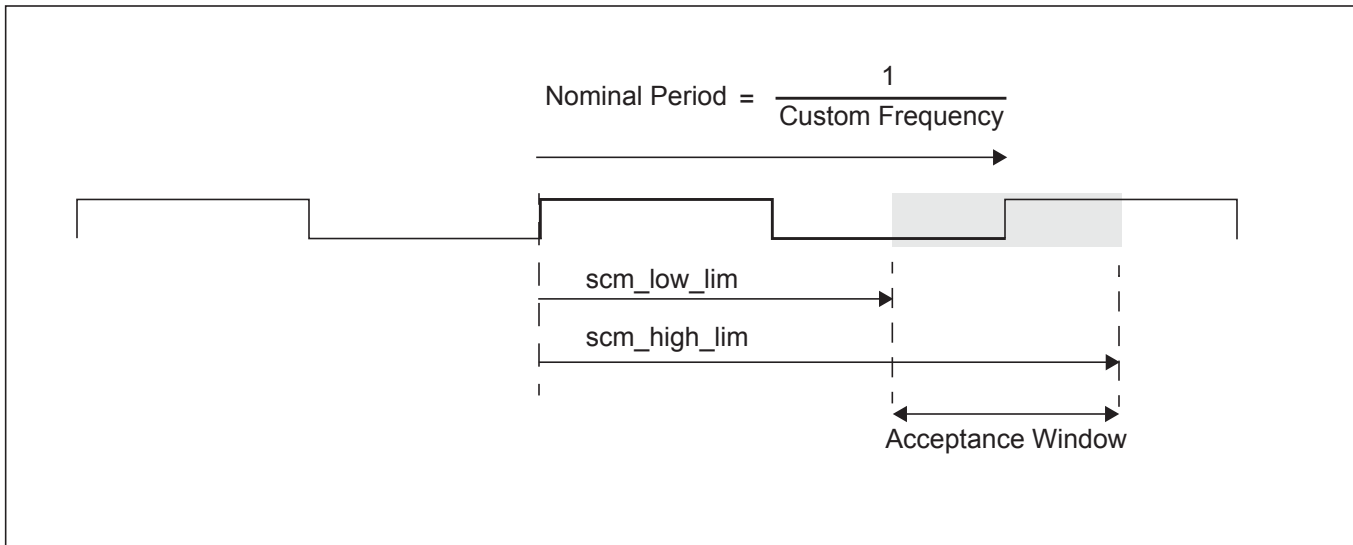 1
Nominal Period =
Custom Frequency
scm_low_lim
scm_high_lim
Acceptance Window